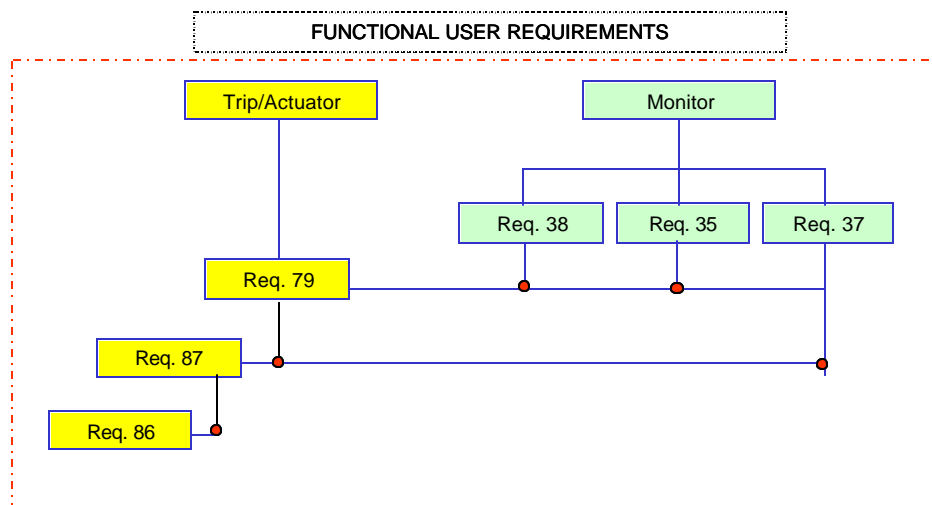 FUNCTIONAL USER REQUIREMENTS
Trip/Actuator
Monitor
Req. 38
Req. 35
Req. 37
Req. 79
Req. 87
Req. 86